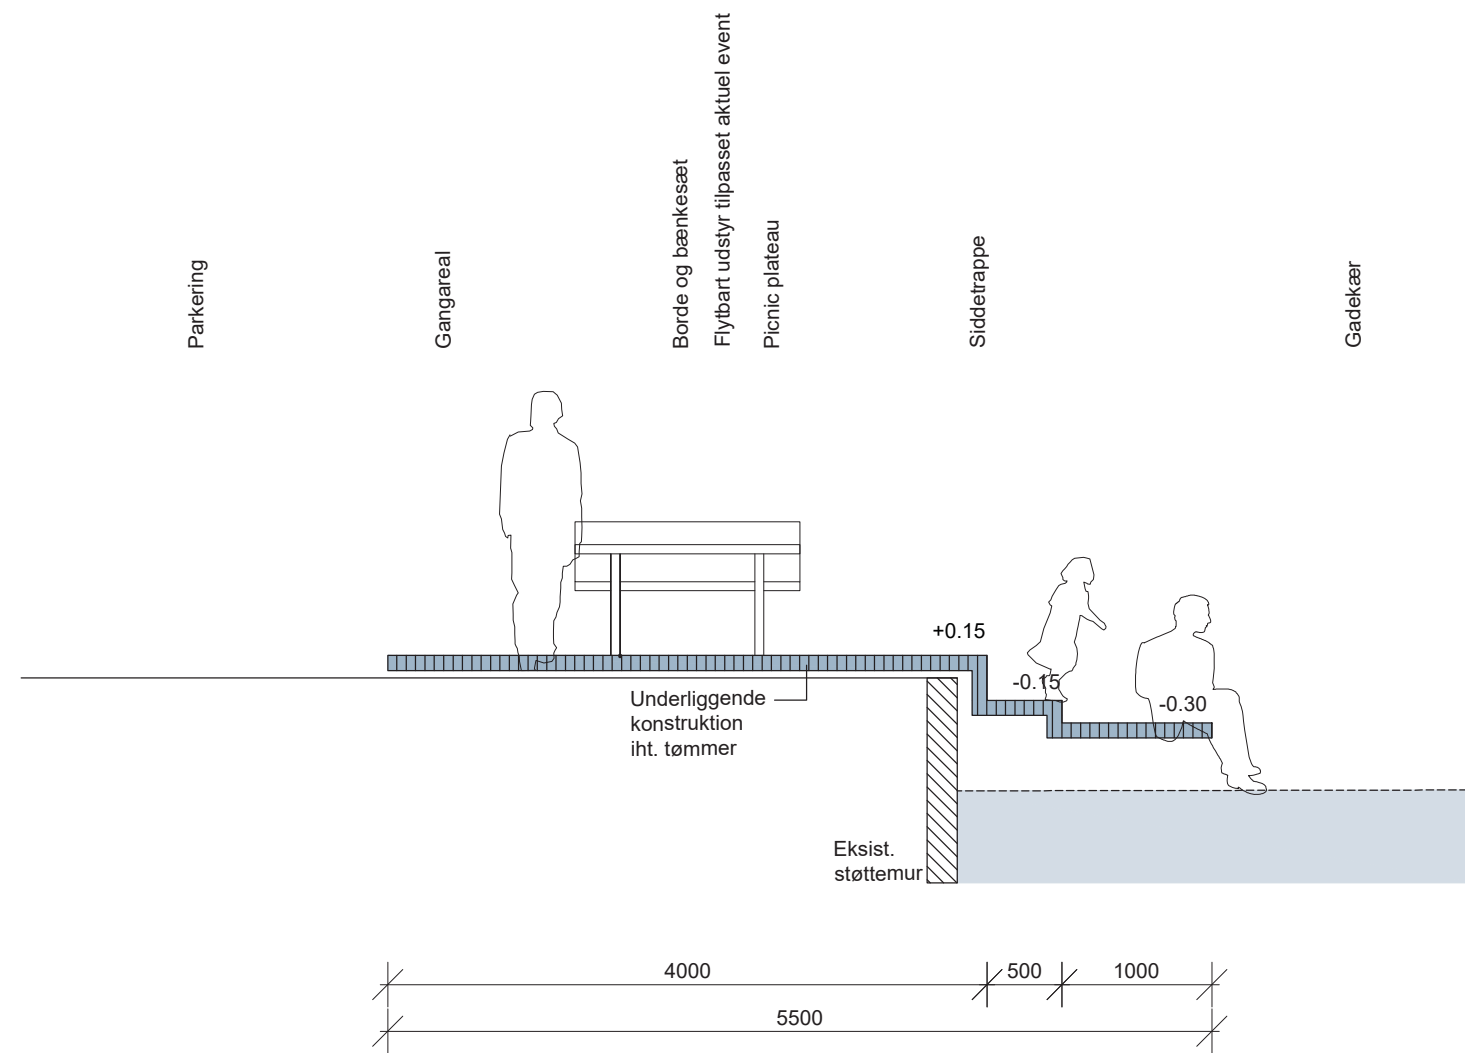 Parkering
Gangareal
Borde og bænkesæt
Flytbart udstyr tilpasset aktuel event
Picnic plateau
Siddetrappe
Gadekær
+0.15
-0.15
-0.30
Underliggende
konstruktion
iht. tømmer
Eksist.
støttemur
4000
500
1000
5500